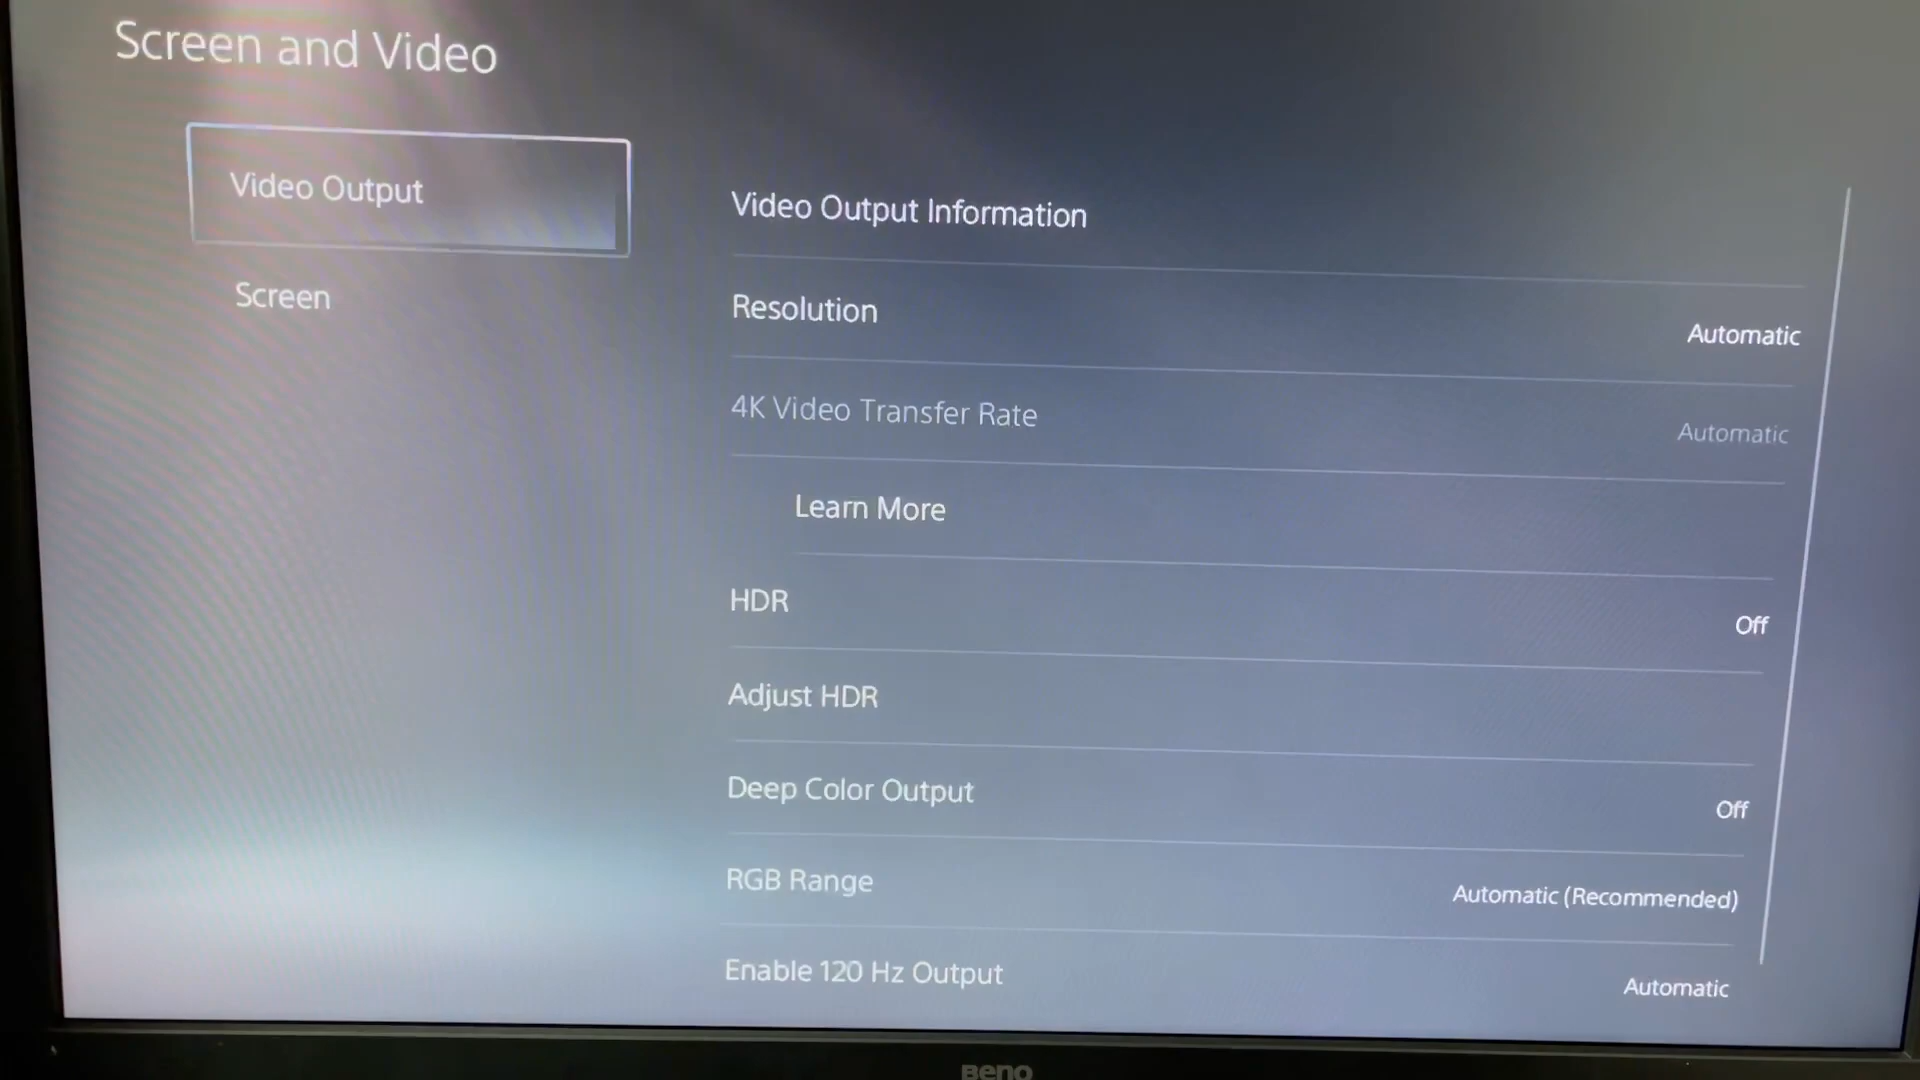 Screen and Video
Video Output
Screen
Video Output Information
Resolution
Automatic
4K Video Transfer Rate
Automatic
Learn More
HDR
Off
Adjust HDR
Deep Color Output
Off
RGB Range
Automatic (Recommended)
Enable 120 Hz Output
Automatic
BenQ